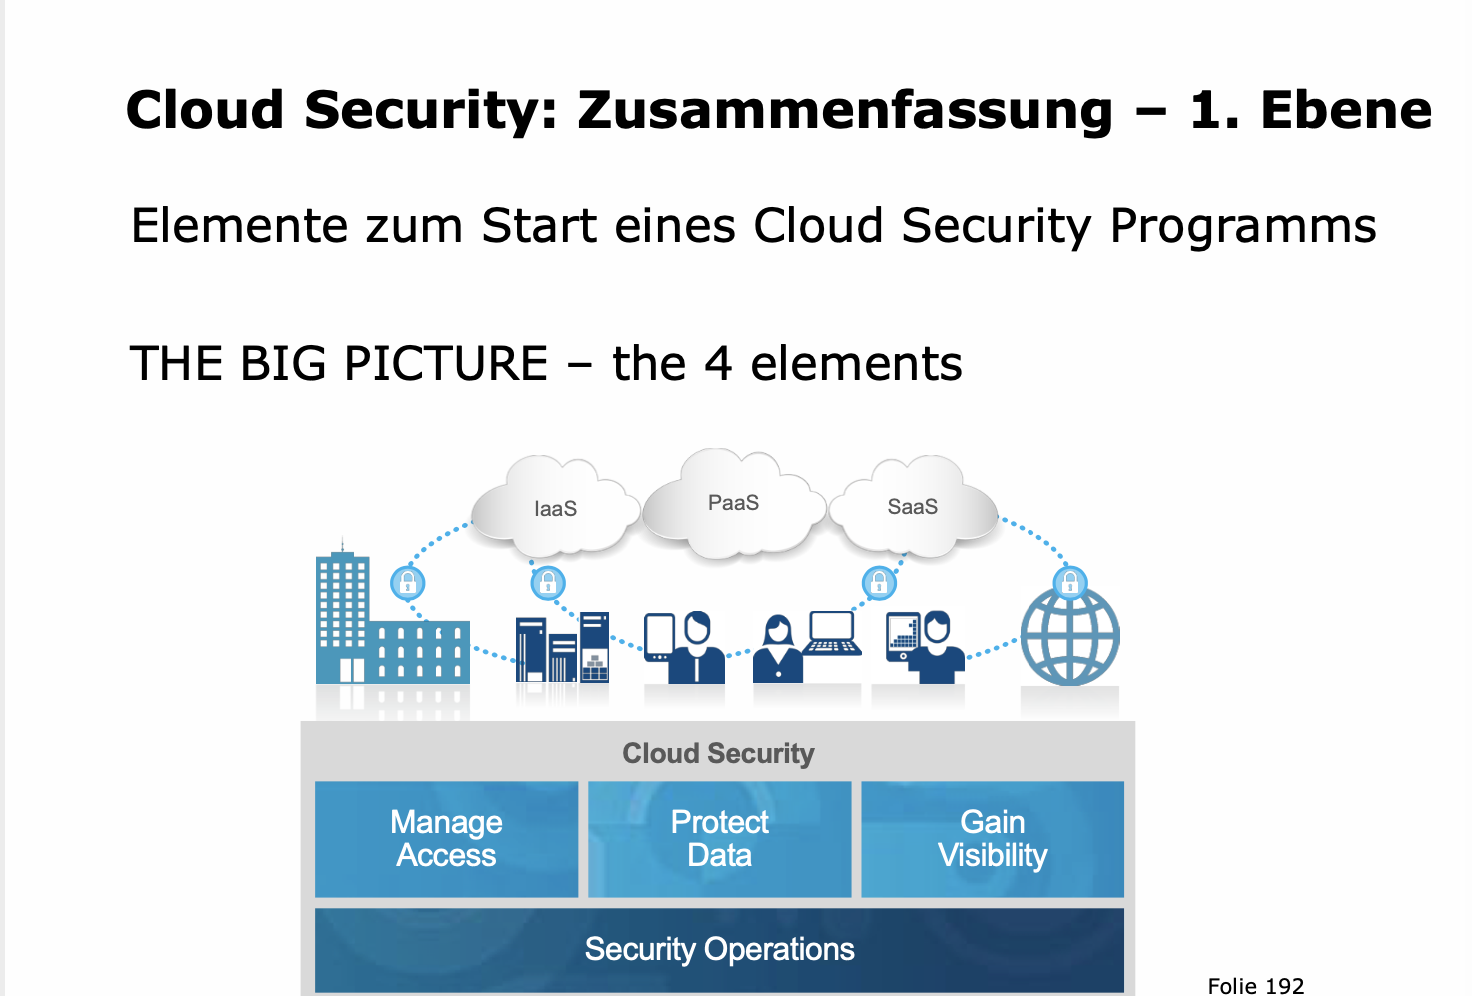 Cloud Security: Zusammenfassung – 1. Ebene
Elemente zum Start eines Cloud Security Programms
THE BIG PICTURE – the 4 elements
IaaS
PaaS
SaaS
Cloud Security
Manage
Access
Protect
Data
Gain
Visibility
Security Operations
Folie 192